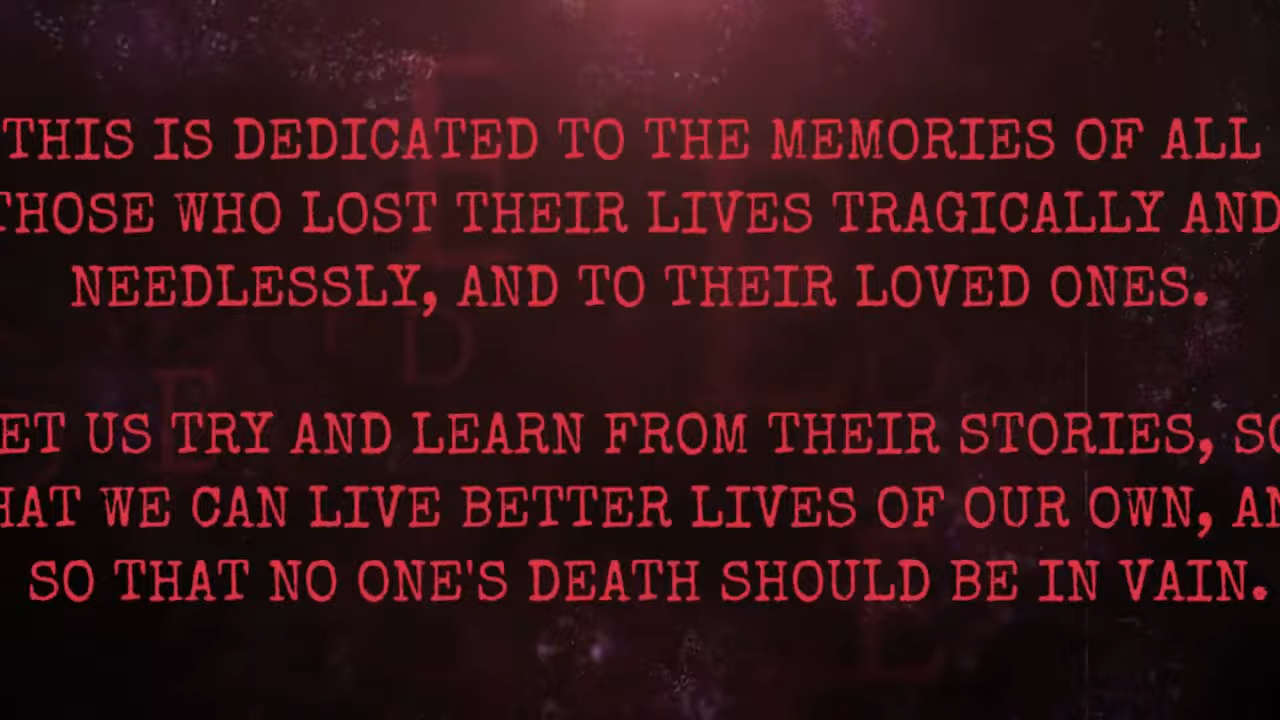 THIS IS DEDICATED TO THE MEMORIES OF ALL
THOSE WHO LOST THEIR LIVES TRAGICALLY AND
NEEDLESSLY, AND TO THEIR LOVED ONES.
ET US TRY AND LEARN FROM THEIR STORIES, SO
HAT WE CAN LIVE BETTER LIVES OF OUR OWN, AN
SO THAT NO ONE'S DEATH SHOULD BE IN VAIN.